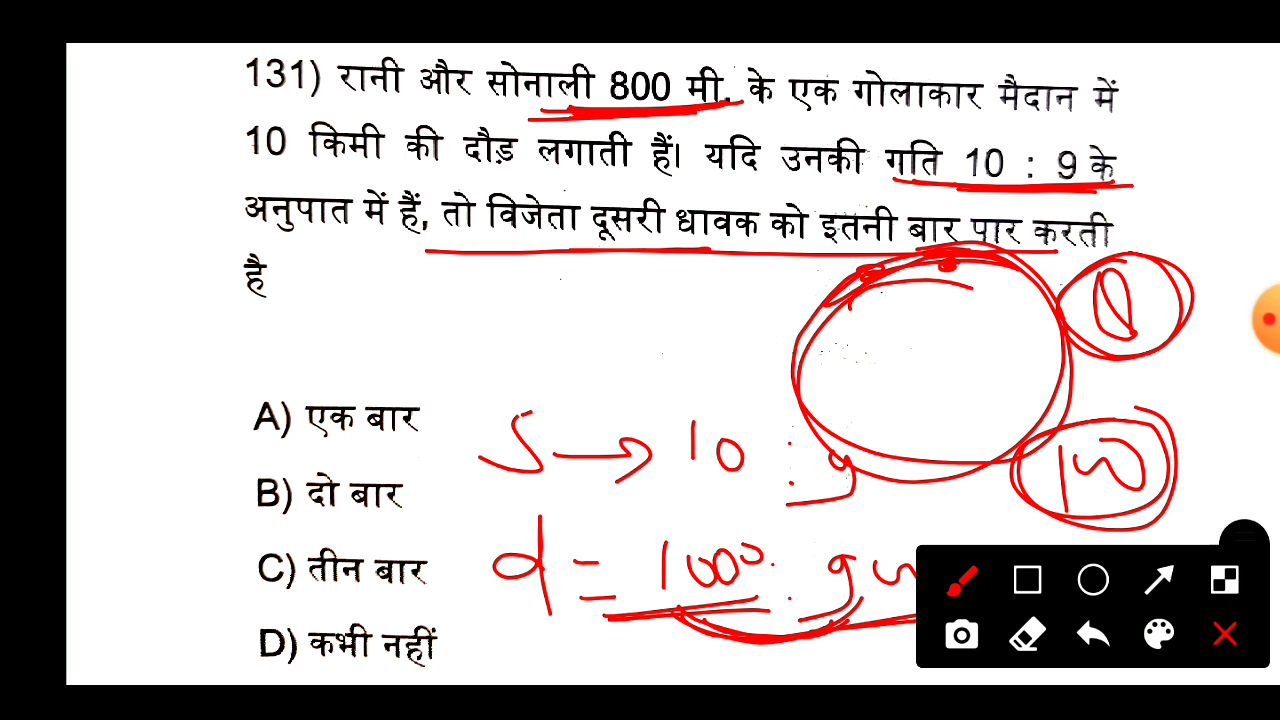 131) रानी और सोनाली 800 मी. के एक गोलाकार मैदान में
10 किमी की दौड़ लगाती हैं। यदि उनकी गति 10 : 9 के
अनुपात में हैं, तो विजेता दूसरी धावक को इतनी बार पार करती
है
A) एक बार
S → 10 : 9
B) दो बार
C) तीन बार
d = 1000 : 900
D) कभी नहीं